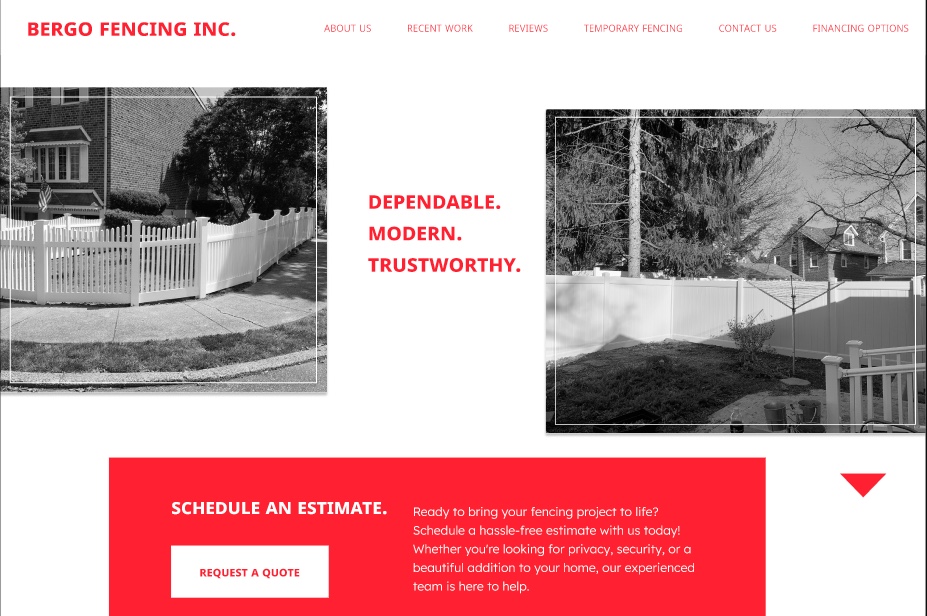 BERGO FENCING INC.
ABOUT US
RECENT WORK
REVIEWS
TEMPORARY FENCING
CONTACT US
FINANCING OPTIONS
DEPENDABLE.
MODERN.
TRUSTWORTHY.
SCHEDULE AN ESTIMATE.
REQUEST A QUOTE
Ready to bring your fencing project to life?
Schedule a hassle-free estimate with us today!
Whether you're looking for privacy, security, or a
beautiful addition to your home, our experienced
team is here to help.